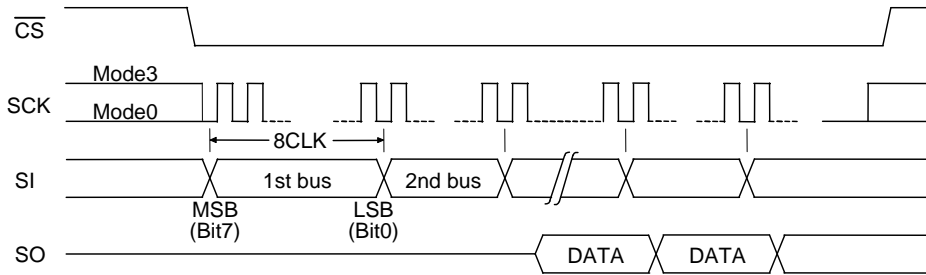 CS
Mode3
SCK
Mode0
8CLK
SI
1st bus
2nd bus
MSB
(Bit7)
LSB
(Bit0)
SO
DATA
DATA